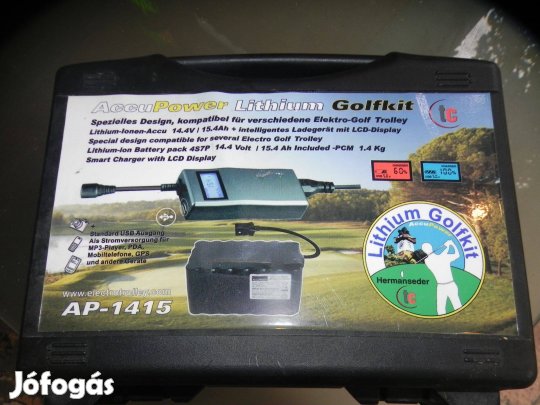 AccuPower Lithium Golfkit
tc
Spezielles Design, kompatibel für verschiedene Elektro-Golf Trolley
Lithium-Ionen-Accu 14.4V / 15.4Ah + Intelligentes Ladegerät mit LCD-Display
Special design compatible for several Electro Golf Trolley
Lithium-ion Battery pack 4S7P 14.4 Volt / 15.4 Ah Included -PCM 1.4 Kg
Smart Charger with LCD Display
60%
100%
Standard USB Ausgang
Als Stromversorgung für
MP3-Player, PDA,
Mobiltelefone, GPS
und andere Geräte
Lithium Golfkit
AccuPower
Hermanseder
tc
www.electrotrolley.com
AP-1415
Jófogás